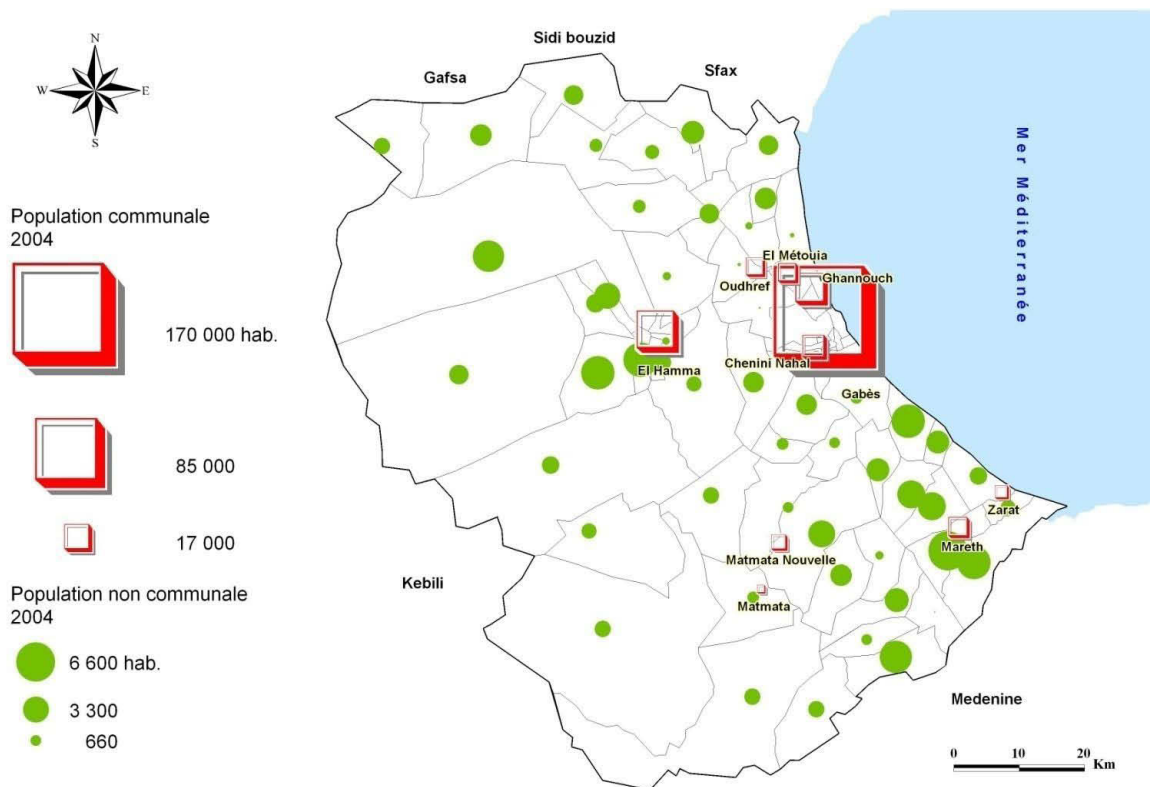 Sidi bouzid
Gafsa
Sfax
N
W
E
S
Mer Méditerranée
Population communale
2004
170 000 hab.
85 000
17 000
Population non communale
2004
6 600 hab.
3 300
660
El Métouia
Oudhref
Ghannouch
Chenini Nahal
El Hamma
Gabès
Zarat
Mareth
Matmata Nouvelle
Matmata
Kebili
Medenine
0 10 20
Km